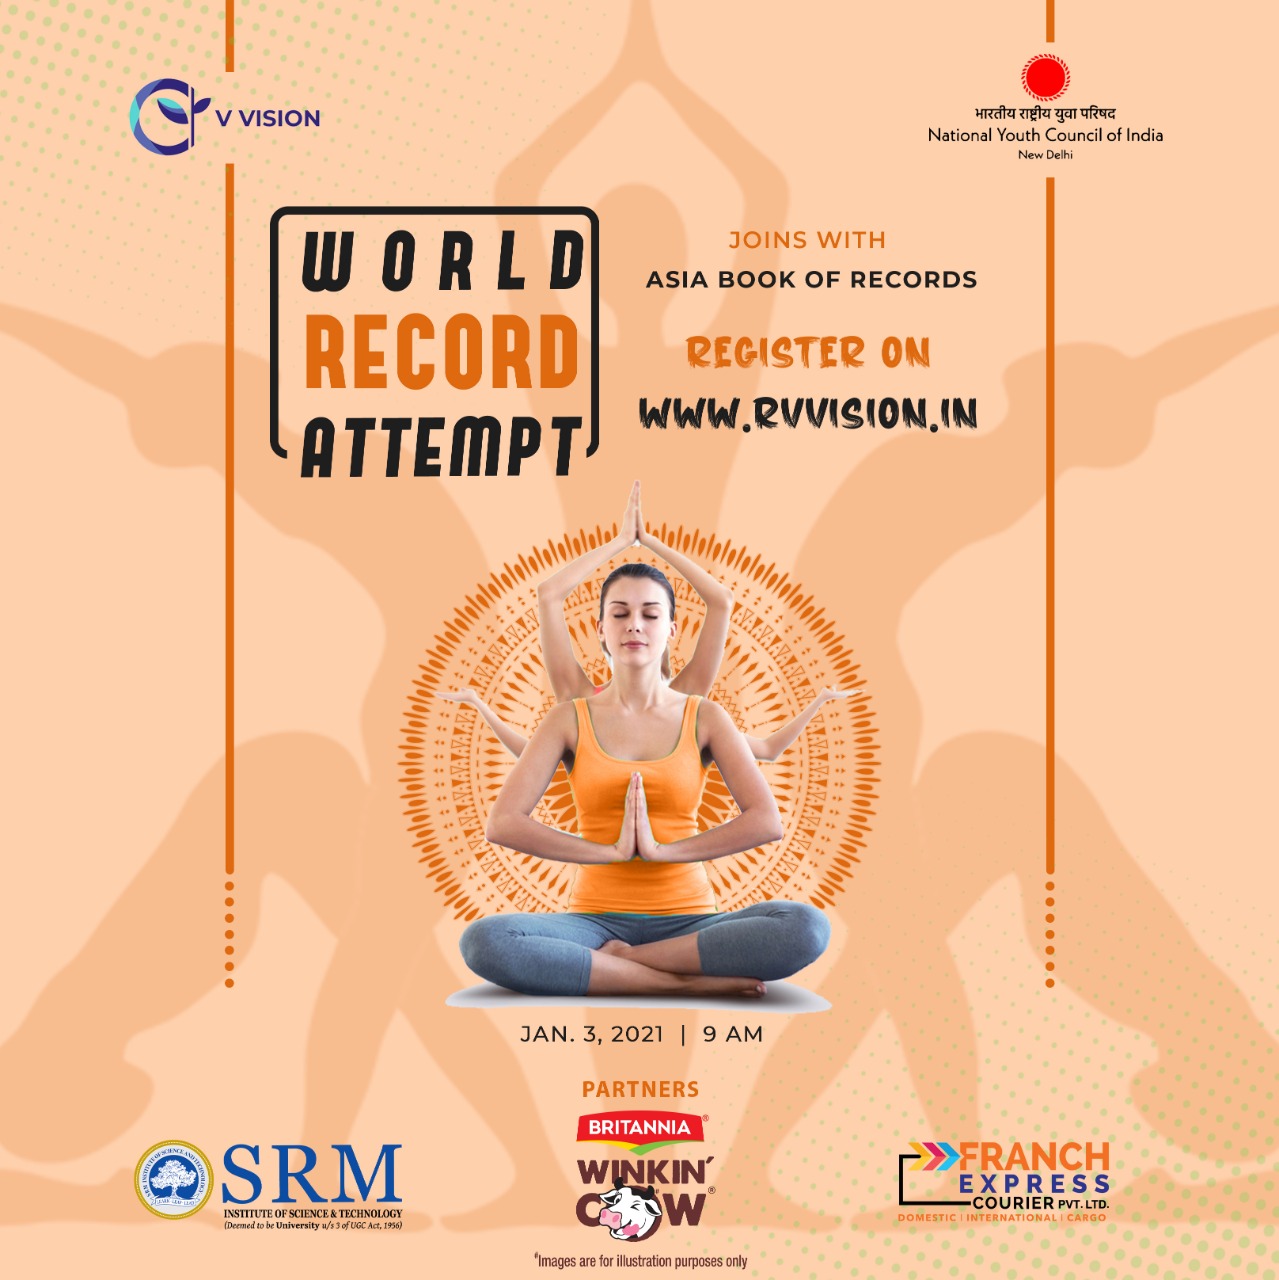 V VISION
भारतीय राष्ट्रीय युवा परिषद
National Youth Council of India
New Delhi
WORLD
RECORD
ATTEMPT
JOINS WITH
ASIA BOOK OF RECORDS
REGISTER ON
WWW.RVVISION.IN
JAN. 3, 2021 | 9 AM
PARTNERS
SRM
INSTITUTE OF SCIENCE & TECHNOLOGY
(Deemed to be University u/s 3 of UGC Act, 1956)
BRITANNIA®
WINKIN'
COW®
FRANCH
EXPRESS
COURIER PVT. LTD.
DOMESTIC | INTERNATIONAL | CARGO
#Images are for illustration purposes only